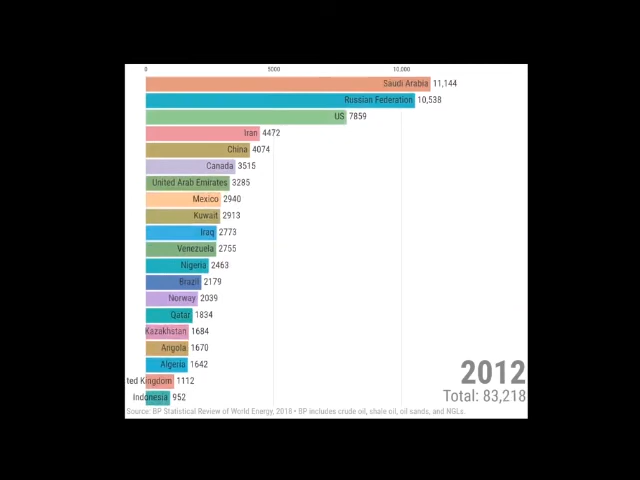 0 5000 10,000
Saudi Arabia 11,144
Russian Federation 10,538
US 7859
Iran 4472
China 4074
Canada 3515
United Arab Emirates 3285
Mexico 2940
Kuwait 2913
Iraq 2773
Venezuela 2755
Nigeria 2463
Brazil 2179
Norway 2039
Qatar 1834
Kazakhstan 1684
Angola 1670
Algeria 1642
ted Kingdom 1112
Indonesia 952
2012
Total: 83,218
Source: BP Statistical Review of World Energy, 2018 • BP includes crude oil, shale oil, oil sands, and NGLs.